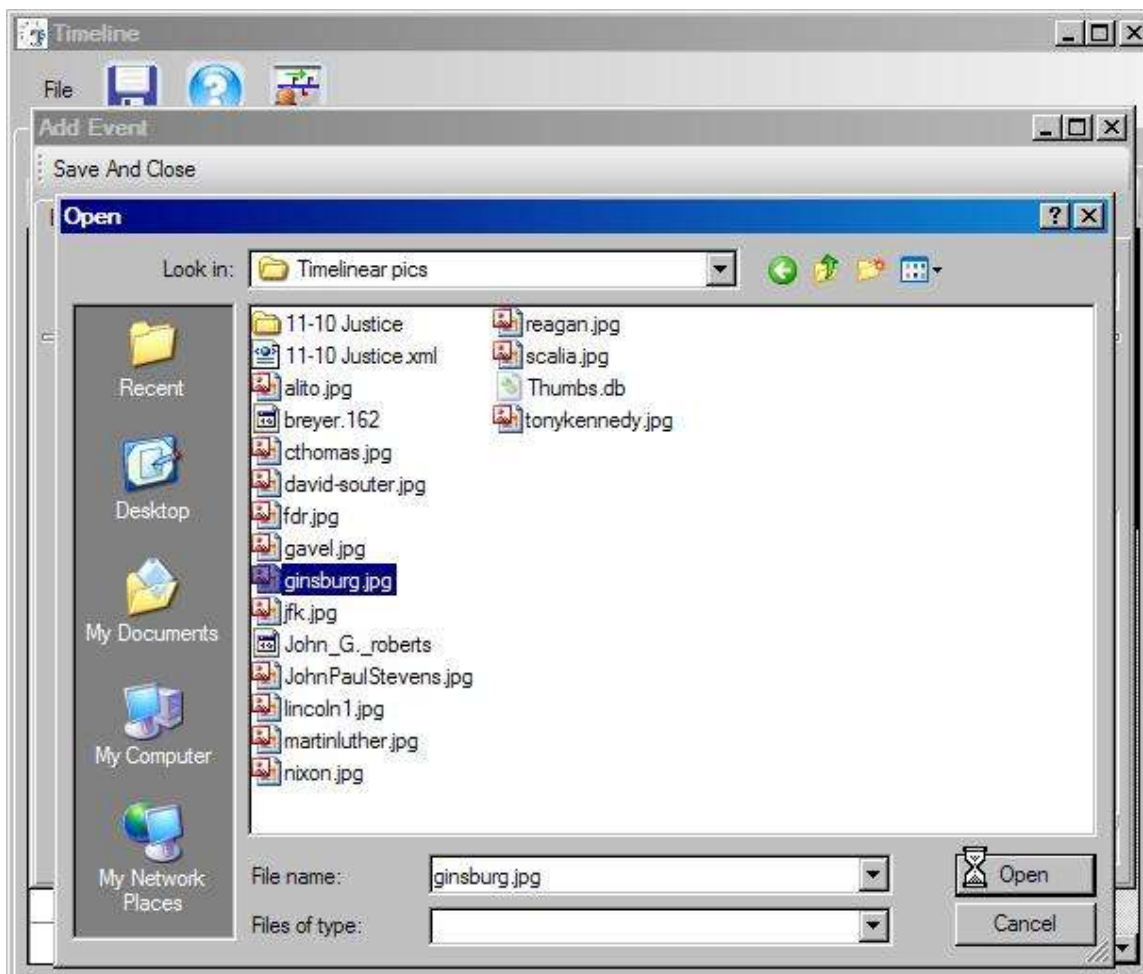 Timeline
File
Add Event
Save And Close
Open
Look in: Timelinear pics
Recent
Desktop
My Documents
My Computer
My Network
Places
11-10 Justice
11-10 Justice.xml
alito.jpg
breyer.162
cthomas.jpg
david-souter.jpg
fdr.jpg
gavel.jpg
ginsburg.jpg
jfk.jpg
John_G._roberts
JohnPaulStevens.jpg
lincoln1.jpg
martinluther.jpg
nixon.jpg
reagan.jpg
scalia.jpg
Thumbs.db
tonykennedy.jpg
File name: ginsburg.jpg
Open
Files of type:
Cancel